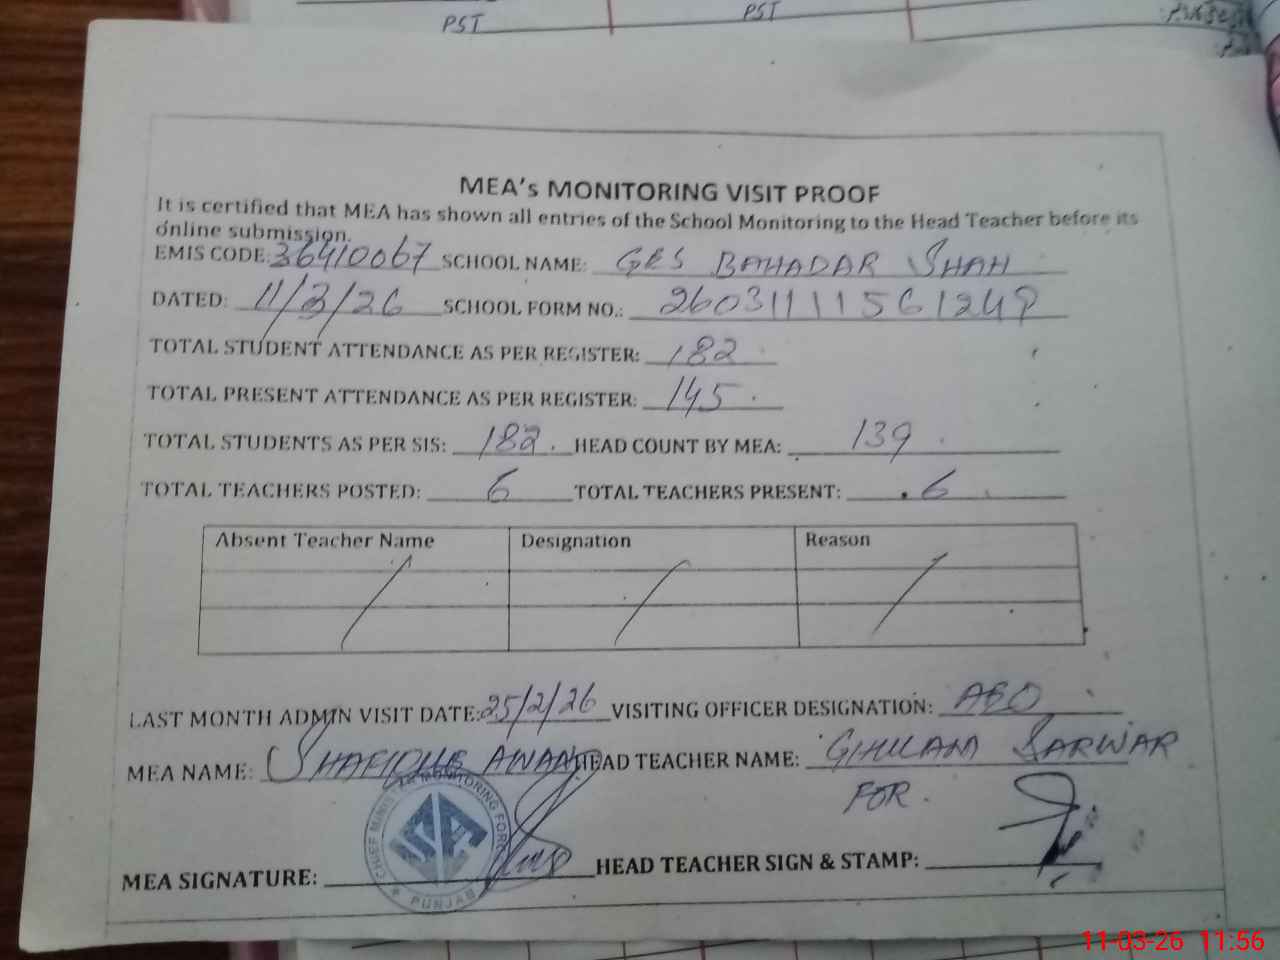 PST
PST
MEA's MONITORING VISIT PROOF
It is certified that MEA has shown all entries of the School Monitoring to the Head Teacher before its
online submission.
EMIS CODE: 36410067 SCHOOL NAME: GES BAHADAR SHAH
DATED: 11/3/26 SCHOOL FORM NO.: 2603111156124
TOTAL STUDENT ATTENDANCE AS PER REGISTER: 182
TOTAL PRESENT ATTENDANCE AS PER REGISTER: 145
TOTAL STUDENTS AS PER SIS: 182 HEAD COUNT BY MEA: 139
TOTAL TEACHERS POSTED: 6 TOTAL TEACHERS PRESENT: 6
Absent Teacher Name Designation Reason
LAST MONTH ADMIN VISIT DATE: 25/2/26 VISITING OFFICER DESIGNATION: AEO
MEA NAME: SHAFIQUE AWAN HEAD TEACHER NAME: GHULAM SARWAR
FOR
CHIEF MINISTER MONITORING FORCE
PUNJAB
MEA SIGNATURE: HEAD TEACHER SIGN & STAMP:
11-03-26 11:56